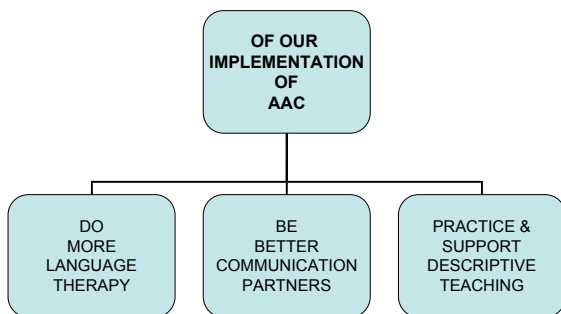 OF OUR
IMPLEMENTATION
OF
AAC
DO
MORE
LANGUAGE
THERAPY
BE
BETTER
COMMUNICATION
PARTNERS
PRACTICE &
SUPPORT
DESCRIPTIVE
TEACHING